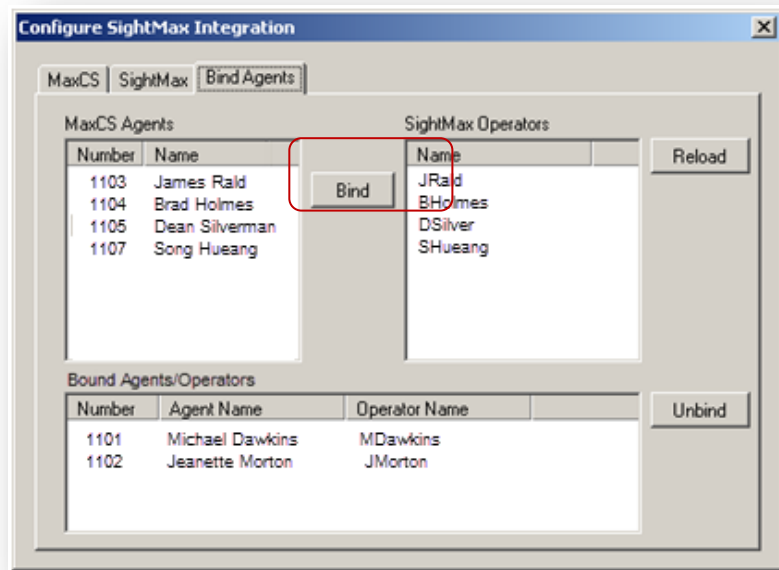 Configure SightMax Integration
MaxCS SightMax Bind Agents
MaxCS Agents
Number Name
1103 James Rald
1104 Brad Holmes
1105 Dean Silverman
1107 Song Hueang
Bind
SightMax Operators
Name
JRald
BHolmes
DSilver
SHueang
Reload
Bound Agents/Operators
Number Agent Name Operator Name
1101 Michael Dawkins MDawkins
1102 Jeanette Morton JMorton
Unbind